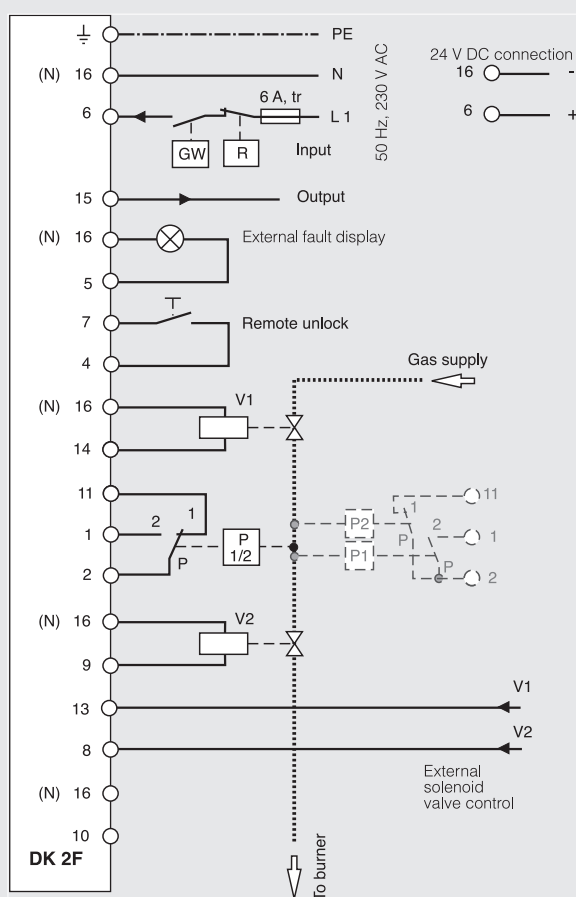 PE
(N) 16 N
6 6 A, tr L 1
GW R Input
50 Hz, 230 V AC
24 V DC connection
16 -
6 +
15 Output
(N) 16 External fault display
5
7 Remote unlock
4
Gas supply
(N) 16 V1
14
11
1 2 1
P
2
P
1/2
P2
P1
1 11
2 1
P
P 2
(N) 16 V2
9
13 V1
8 V2
External
solenoid
valve control
(N) 16
10
DK 2F
To burner